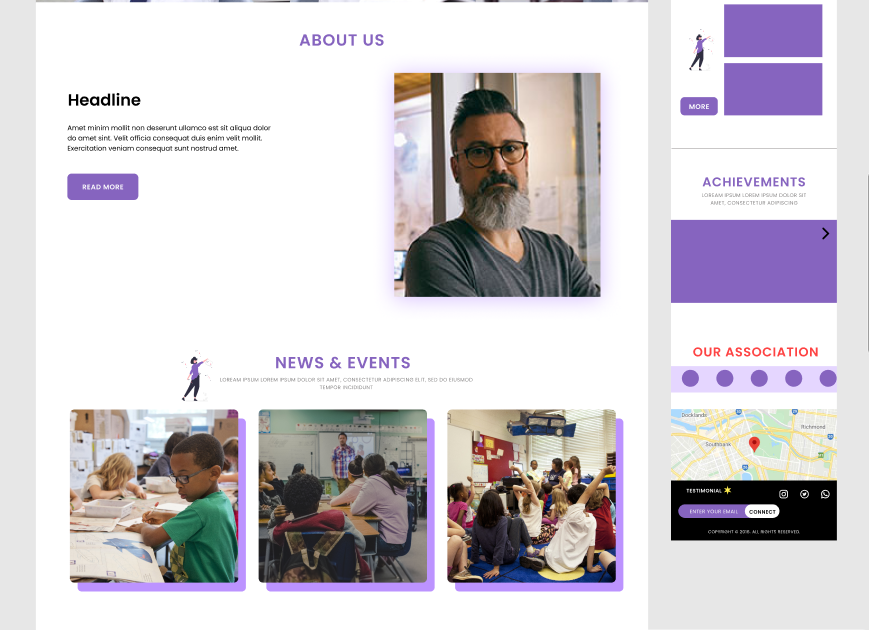 ABOUT US
Headline
Amet minim mollit non deserunt ullamco est sit aliqua dolor
do amet sint. Velit officia consequat duis enim velit mollit.
Exercitation veniam consequat sunt nostrud amet.
READ MORE
NEWS & EVENTS
LOREAM IPSUM LOREM IPSUM DOLOR SIT AMET, CONSECTETUR ADIPISCING ELIT, SED DO EIUSMOD
TEMPOR INCIDIDUNT
MORE
ACHIEVEMENTS
LOREAM IPSUM LOREM IPSUM DOLOR SIT
AMET, CONSECTETUR ADIPISCING
OUR ASSOCIATION
Docklands
Richmond
Southbank
TESTIMONIAL
ENTER YOUR EMAIL
CONNECT
COPYRIGHT © 2019. ALL RIGHTS RESERVED.